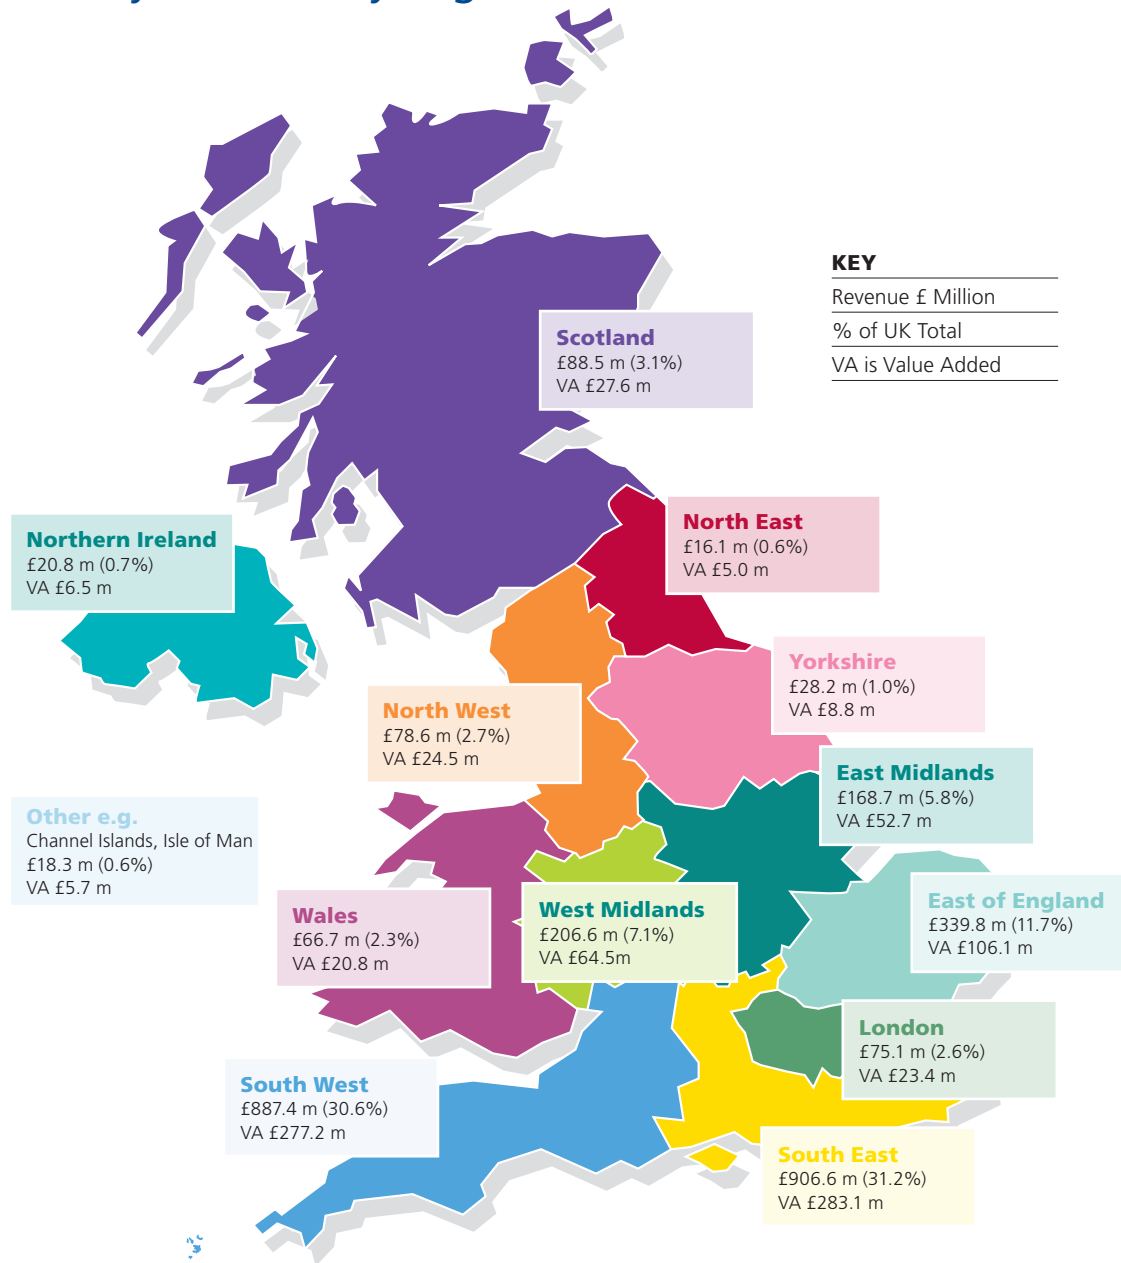 KEY
Revenue £ Million
% of UK Total
VA is Value Added
Scotland
£88.5 m (3.1%)
VA £27.6 m
North East
£16.1 m (0.6%)
VA £5.0 m
Northern Ireland
£20.8 m (0.7%)
VA £6.5 m
Yorkshire
£28.2 m (1.0%)
VA £8.8 m
North West
£78.6 m (2.7%)
VA £24.5 m
East Midlands
£168.7 m (5.8%)
VA £52.7 m
Other e.g.
Channel Islands, Isle of Man
£18.3 m (0.6%)
VA £5.7 m
Wales
£66.7 m (2.3%)
VA £20.8 m
West Midlands
£206.6 m (7.1%)
VA £64.5m
East of England
£339.8 m (11.7%)
VA £106.1 m
London
£75.1 m (2.6%)
VA £23.4 m
South West
£887.4 m (30.6%)
VA £277.2 m
South East
£906.6 m (31.2%)
VA £283.1 m